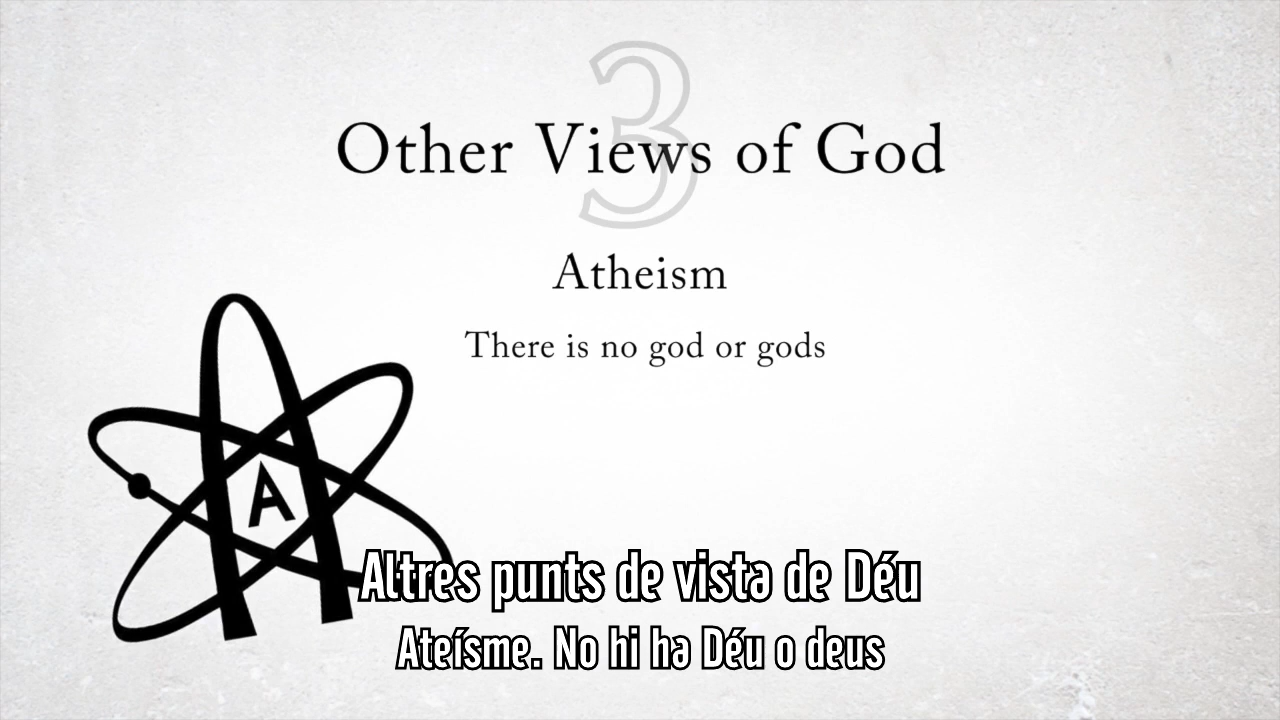 3
Other Views of God
Atheism
There is no god or gods
A
Altres punts de vista de Déu
Ateísme. No hi ha Déu o deus